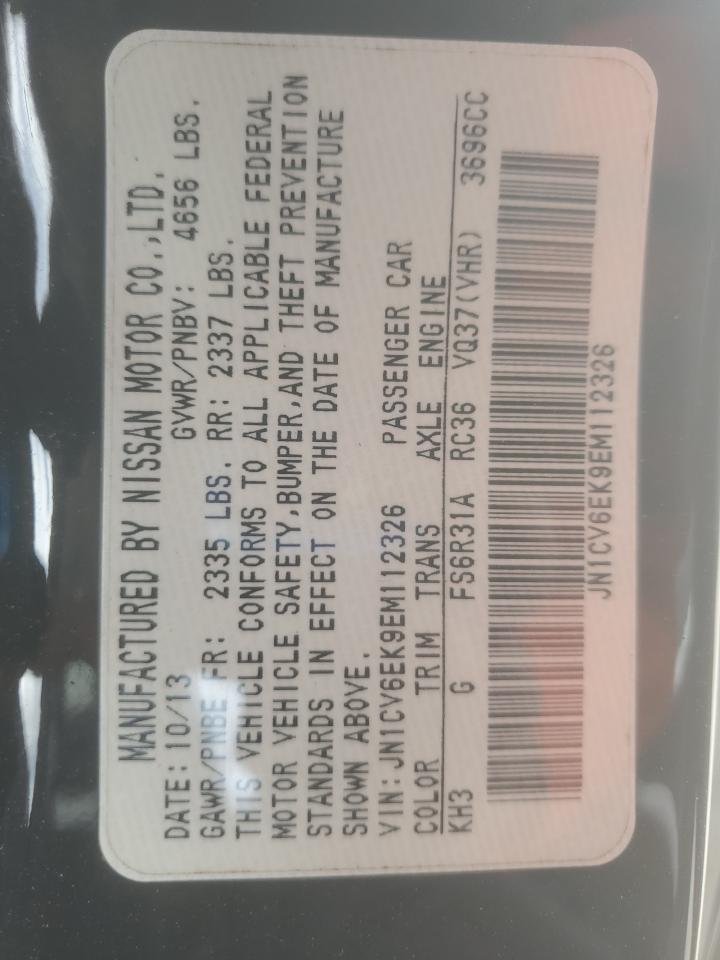 MANUFACTURED BY NISSAN MOTOR CO.,LTD.
DATE:10/13 GVWR/PNBV: 4656 LBS.
GAWR/PNBE FR: 2335 LBS. RR: 2337 LBS.
THIS VEHICLE CONFORMS TO ALL APPLICABLE FEDERAL
MOTOR VEHICLE SAFETY,BUMPER,AND THEFT PREVENTION
STANDARDS IN EFFECT ON THE DATE OF MANUFACTURE
SHOWN ABOVE.
VIN:JN1CV6EK9EM112326 PASSENGER CAR
COLOR TRIM TRANS AXLE ENGINE
KH3 G FS6R31A RC36 VQ37(VHR) 3696CC
JN1CV6EK9EM112326